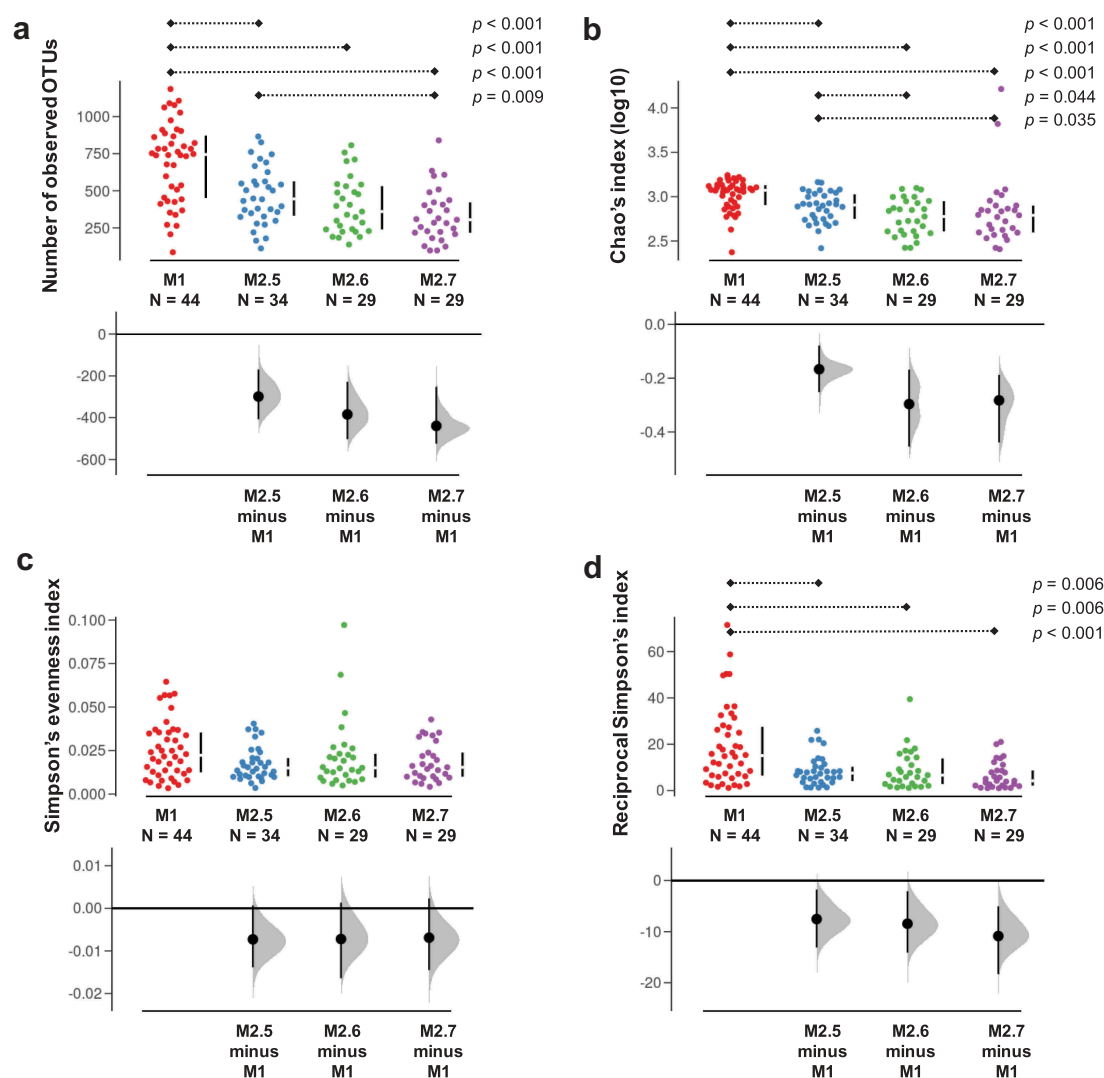 a
p < 0.001
p < 0.001
p < 0.001
p = 0.009
Number of observed OTUs
1000
750
500
250
M1 M2.5 M2.6 M2.7
N = 44 N = 34 N = 29 N = 29
0
-200
-400
-600
M2.5 M2.6 M2.7
minus minus minus
M1 M1 M1
b
p < 0.001
p < 0.001
p < 0.001
p = 0.044
p = 0.035
Chao's index (log10)
4.0
3.5
3.0
2.5
M1 M2.5 M2.6 M2.7
N = 44 N = 34 N = 29 N = 29
0.0
-0.2
-0.4
M2.5 M2.6 M2.7
minus minus minus
M1 M1 M1
c
Simpson's evenness index
0.100
0.075
0.050
0.025
0.000
M1 M2.5 M2.6 M2.7
N = 44 N = 34 N = 29 N = 29
0.01
0.00
-0.01
-0.02
M2.5 M2.6 M2.7
minus minus minus
M1 M1 M1
d
p = 0.006
p = 0.006
p < 0.001
Reciprocal Simpson's index
60
40
20
0
M1 M2.5 M2.6 M2.7
N = 44 N = 34 N = 29 N = 29
0
-10
-20
M2.5 M2.6 M2.7
minus minus minus
M1 M1 M1